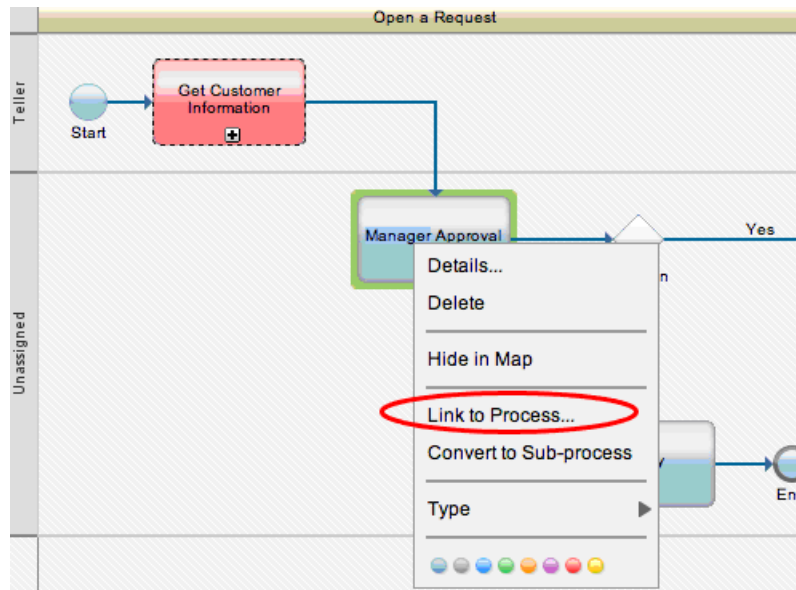 Open a Request
Teller
Get Customer
Information
Start
Manager Approval
Yes
Details...
n
Delete
Unassigned
Hide in Map
Link to Process...
Convert to Sub-process
y
En
Type